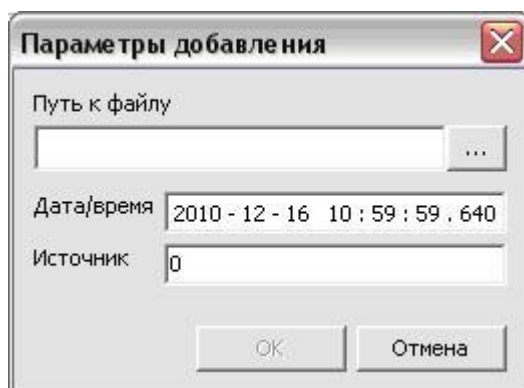 Параметры добавления
Путь к файлу
...
Дата/время 2010 - 12 - 16 10 : 59 : 59 . 640
Источник 0
OK Отмена